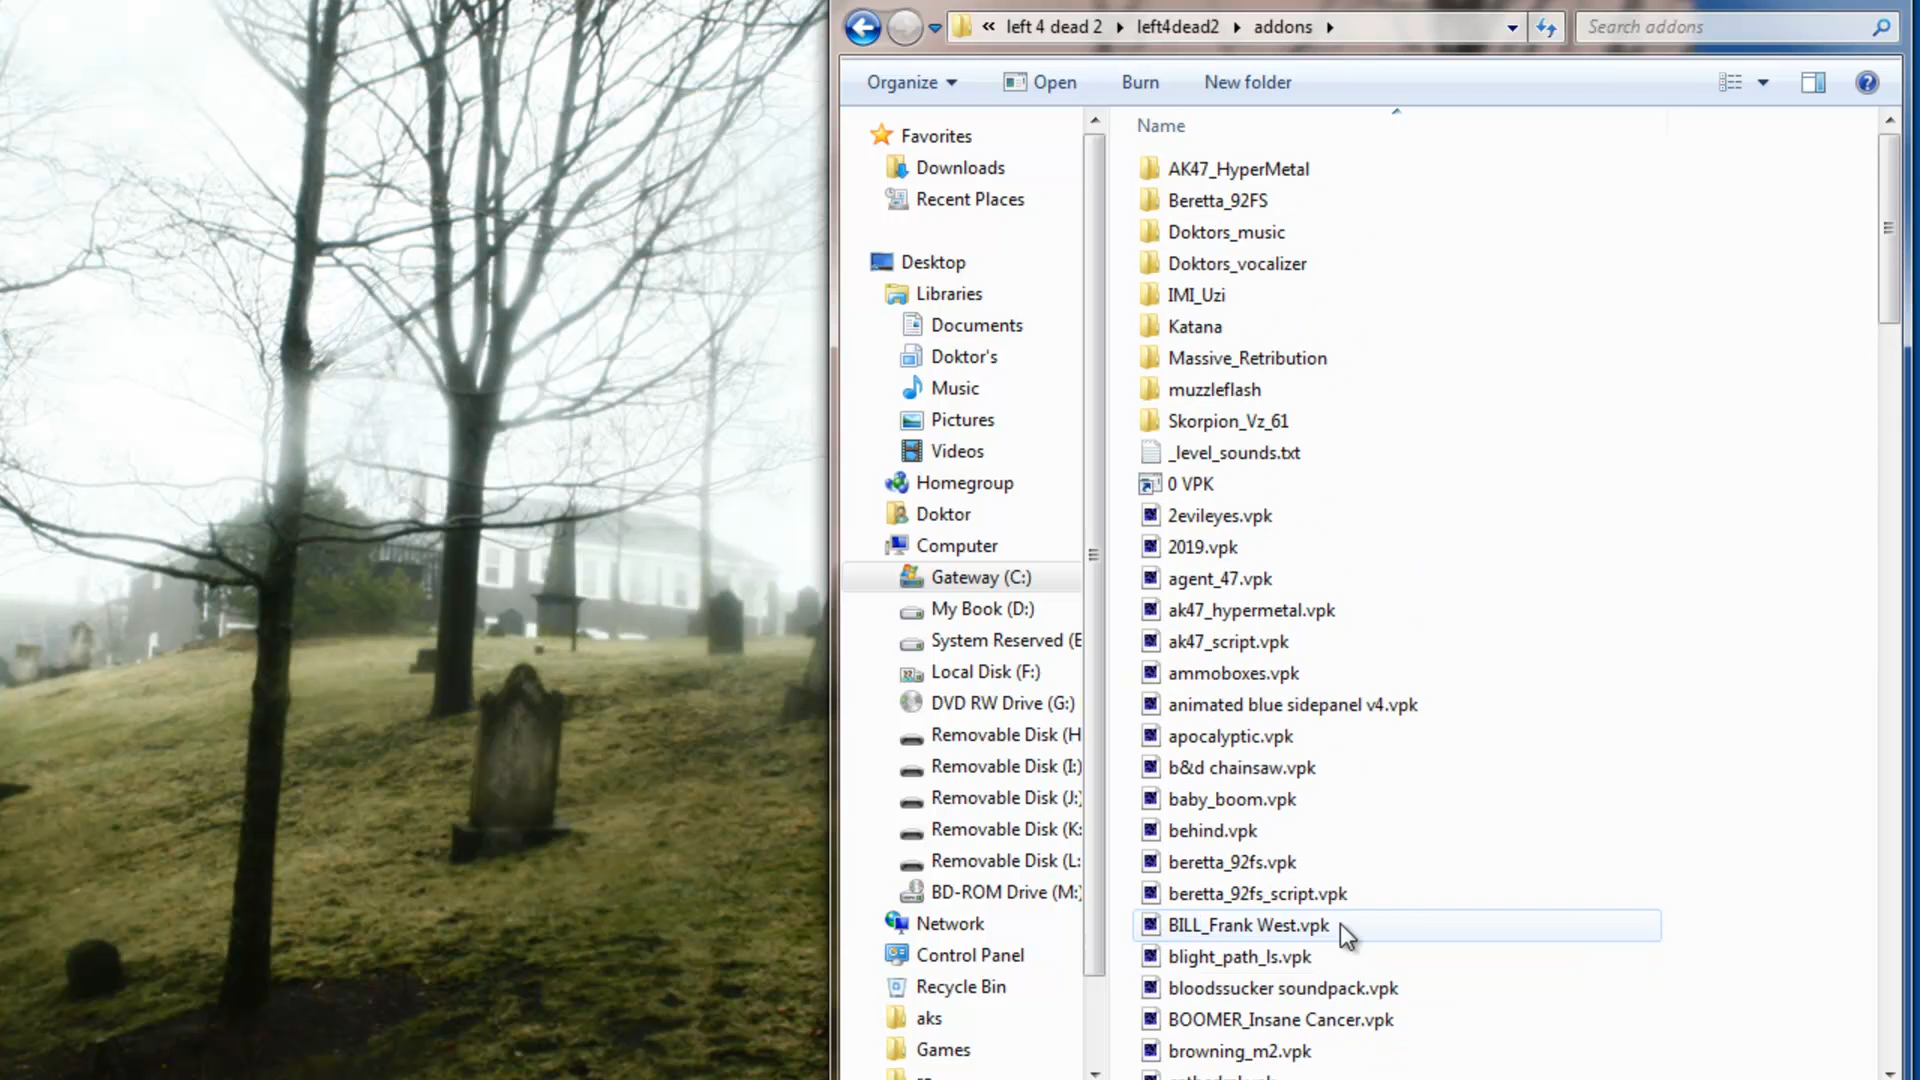 « left 4 dead 2 left4dead2 addons
Search addons
Organize Open Burn New folder
Favorites
Downloads
Recent Places
Desktop
Libraries
Documents
Doktor's
Music
Pictures
Videos
Homegroup
Doktor
Computer
Gateway (C:)
My Book (D:)
System Reserved (E
Local Disk (F:)
DVD RW Drive (G:)
Removable Disk (H
Removable Disk (I:)
Removable Disk (J:)
Removable Disk (K:
Removable Disk (L:
BD-ROM Drive (M:)
Network
Control Panel
Recycle Bin
aks
Games
Name
AK47_HyperMetal
Beretta_92FS
Doktors_music
Doktors_vocalizer
IMI_Uzi
Katana
Massive_Retribution
muzzleflash
Skorpion_Vz_61
_level_sounds.txt
0 VPK
2evileyes.vpk
2019.vpk
agent_47.vpk
ak47_hypermetal.vpk
ak47_script.vpk
ammoboxes.vpk
animated blue sidepanel v4.vpk
apocalyptic.vpk
b&d chainsaw.vpk
baby_boom.vpk
behind.vpk
beretta_92fs.vpk
beretta_92fs_script.vpk
BILL_Frank West.vpk
blight_path_ls.vpk
bloodssucker soundpack.vpk
BOOMER_Insane Cancer.vpk
browning_m2.vpk